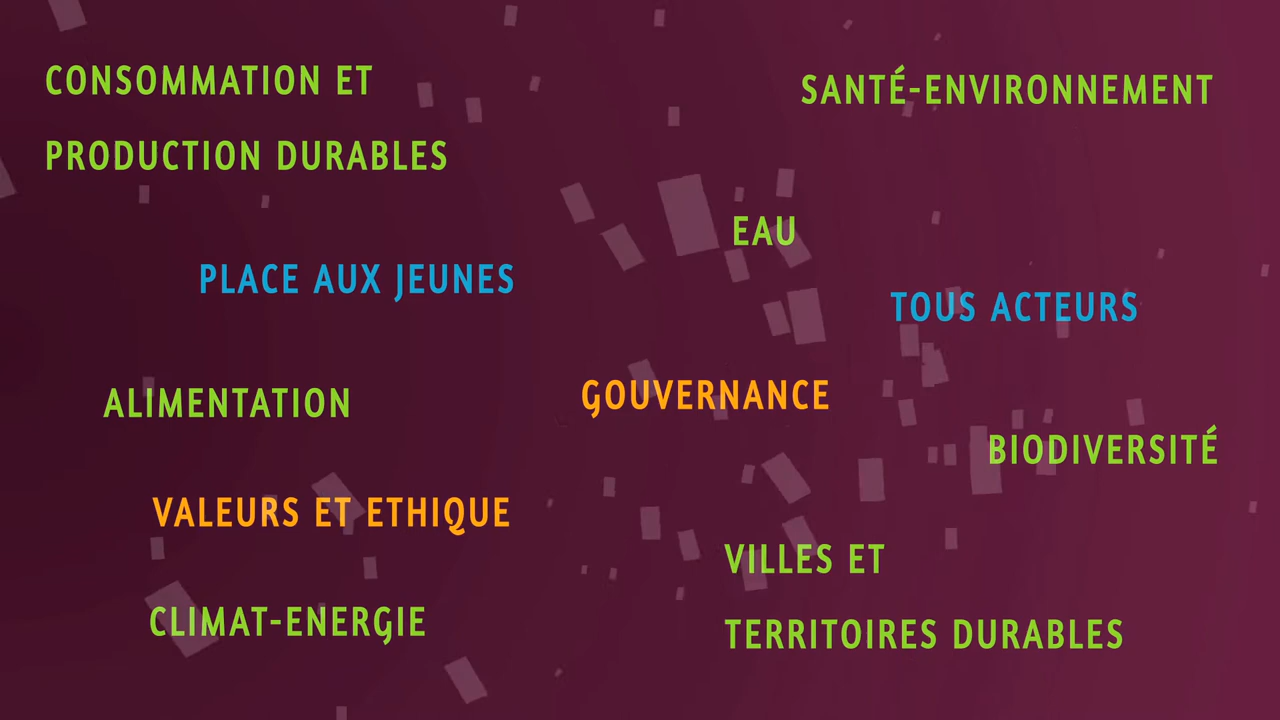 CONSOMMATION ET
PRODUCTION DURABLES
SANTÉ-ENVIRONNEMENT
EAU
PLACE AUX JEUNES
TOUS ACTEURS
ALIMENTATION
GOUVERNANCE
BIODIVERSITÉ
VALEURS ET ETHIQUE
VILLES ET
TERRITOIRES DURABLES
CLIMAT-ENERGIE